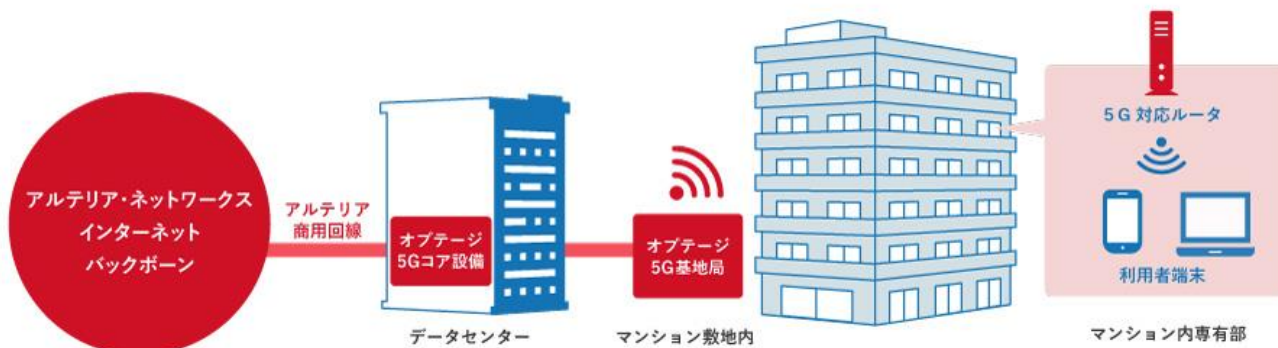 アルテリア・ネットワークス
インターネット
バックボーン
アルテリア
商用回線
オプテージ
5Gコア設備
データセンター
オプテージ
5G基地局
マンション敷地内
5G 対応ルータ
利用者端末
マンション内専有部